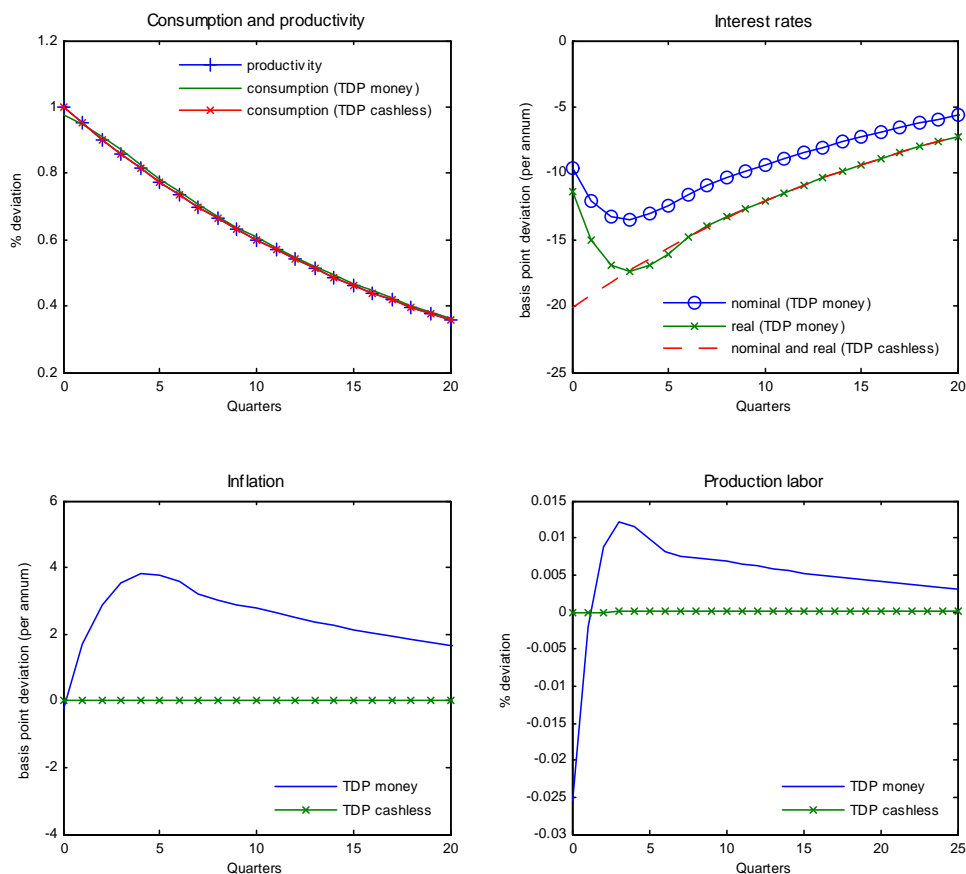 Consumption and productivity
1.2
1
0.8
0.6
0.4
0.2
% deviation
productivity
consumption (TDP money)
consumption (TDP cashless)
0 5 10 15 20
Quarters
Interest rates
0
-5
-10
-15
-20
-25
basis point deviation (per annum)
nominal (TDP money)
real (TDP money)
nominal and real (TDP cashless)
0 5 10 15 20
Quarters
Inflation
6
4
2
0
-2
-4
basis point deviation (per annum)
TDP money
TDP cashless
0 5 10 15 20
Quarters
Production labor
0.015
0.01
0.005
0
-0.005
-0.01
-0.015
-0.02
-0.025
-0.03
% deviation
TDP money
TDP cashless
0 5 10 15 20 25
Quarters